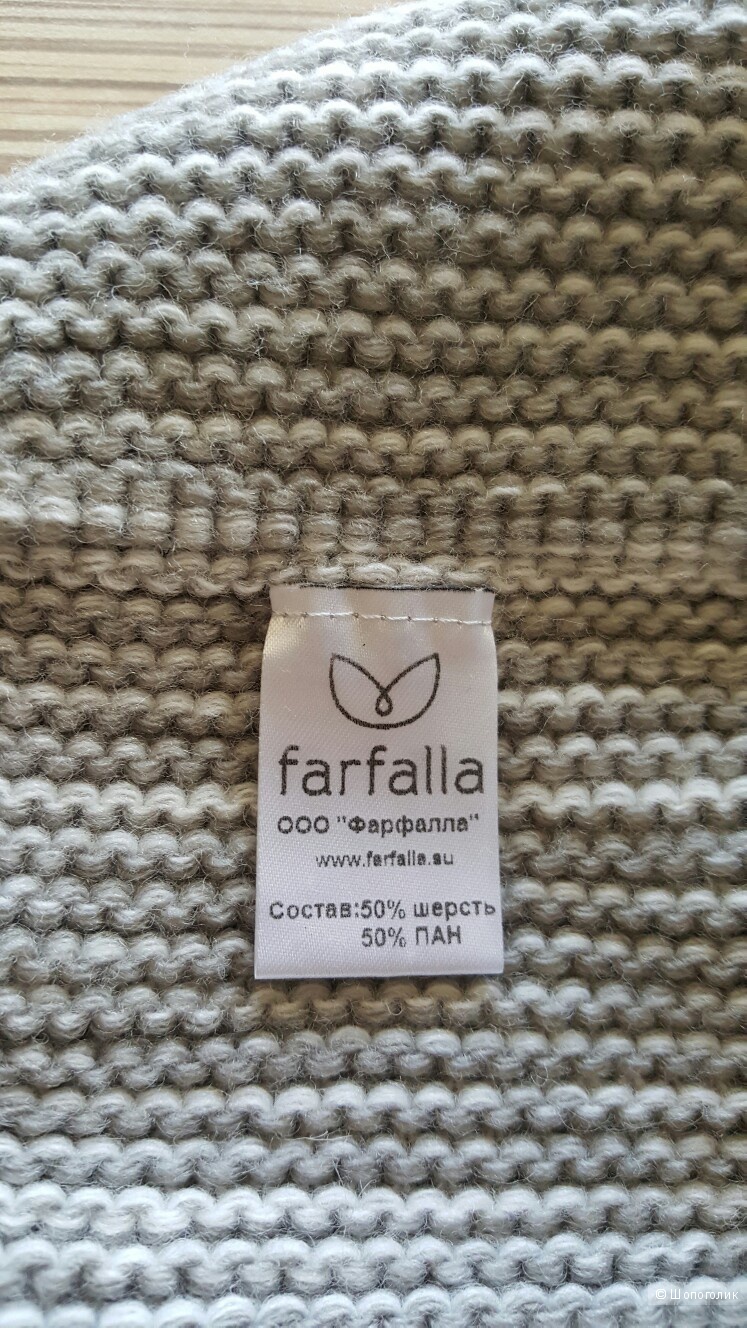 farfalla
ООО "Фарфалла"
www.farfalla.su
Состав:50% шерсть
50% ПАН
© Шопоголик